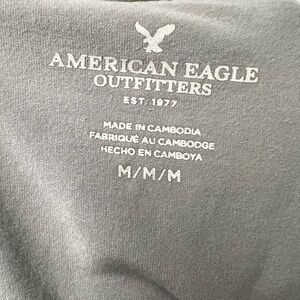 AMERICAN EAGLE
OUTFITTERS
EST. 1977
MADE IN CAMBODIA
FABRIQUÉ AU CAMBODGE
HECHO EN CAMBOYA
M/M/M